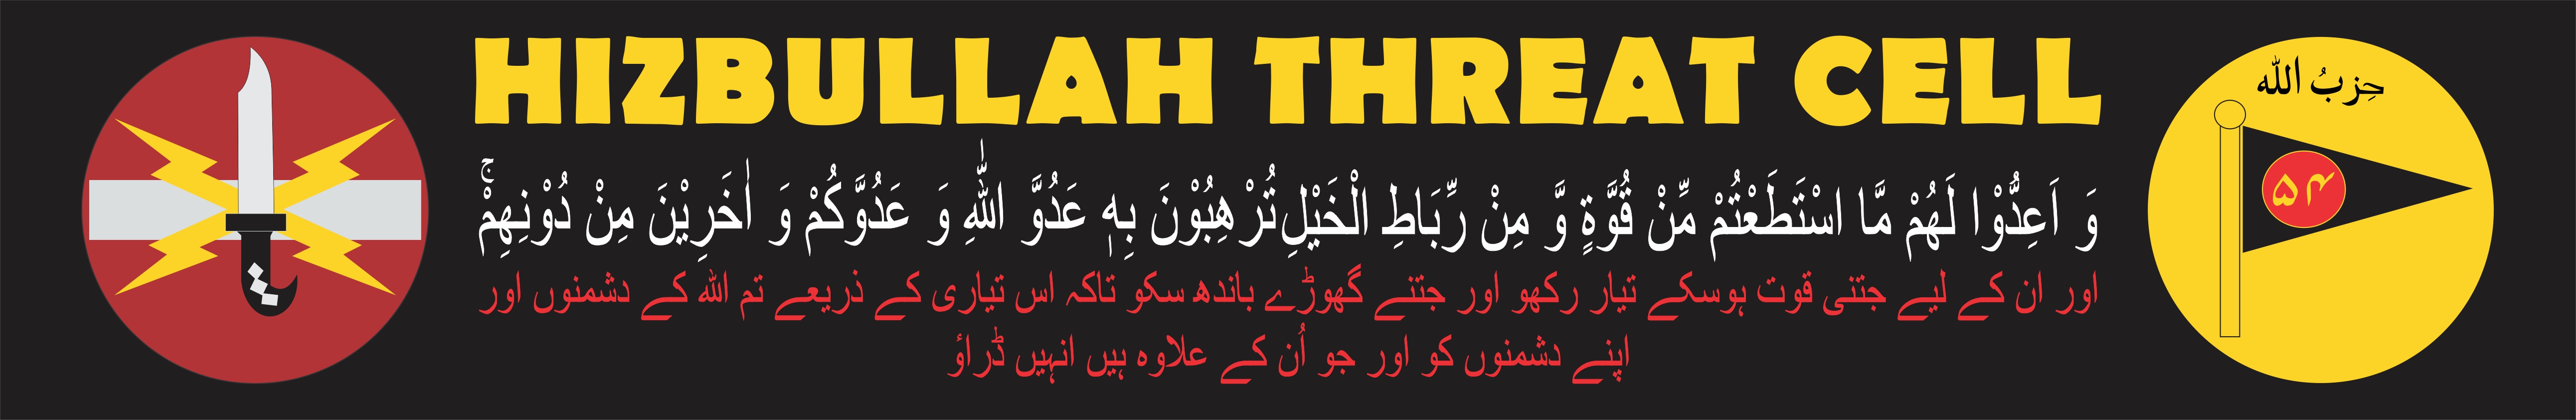 HIZBULLAH THREAT CELL
وَ اَعِدُّوْا لَهُمْ مَّا اسْتَطَعْتُمْ مِّنْ قُوَّةٍ وَّ مِنْ رِّبَاطِ الْخَیْلِ تُرْهِبُوْنَ بِهٖ عَدُوَّ اللّٰهِ وَ عَدُوَّكُمْ وَ اٰخَرِیْنَ مِنْ دُوْنِهِمْۚ
اور ان کے لیے جتنی قوت ہوسکے تیار رکھو اور جتنے گھوڑے باندھ سکو تاکہ اس تیاری کے ذریعے تم اللہ کے دشمنوں اور
اپنے دشمنوں کو اور جو اُن کے علاوہ ہیں انہیں ڈراؤ
حِزبُ الله
۵۴